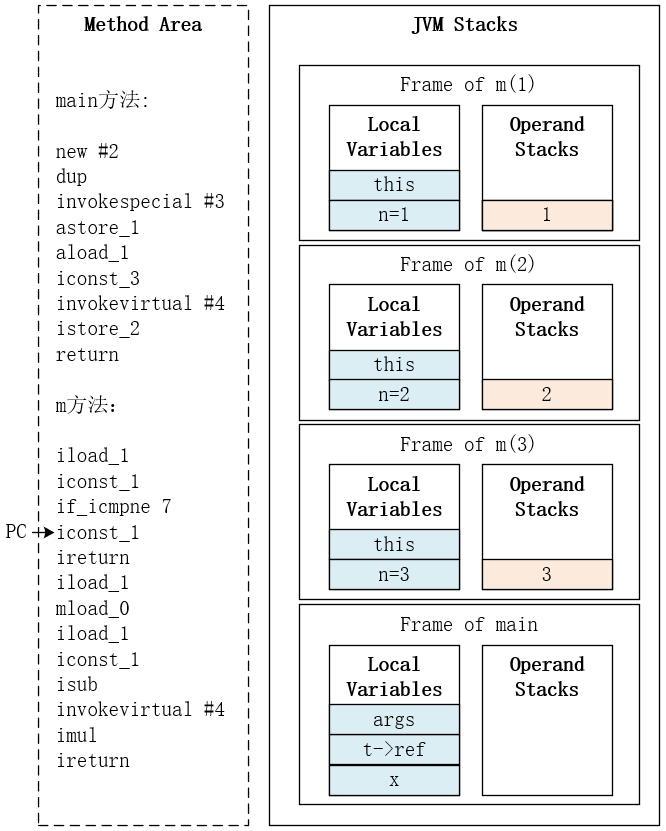 Method Area
main方法:
new #2
dup
invokespecial #3
astore_1
aload_1
iconst_3
invokevirtual #4
istore_2
return
m方法：
iload_1
iconst_1
if_icmpne 7
PC
iconst_1
ireturn
iload_1
mload_0
iload_1
iconst_1
isub
invokevirtual #4
imul
ireturn
JVM Stacks
Frame of m(1)
Local
Variables
this
n=1
Operand
Stacks
1
Frame of m(2)
Local
Variables
this
n=2
Operand
Stacks
2
Frame of m(3)
Local
Variables
this
n=3
Operand
Stacks
3
Frame of main
Local
Variables
args
t->ref
x
Operand
Stacks